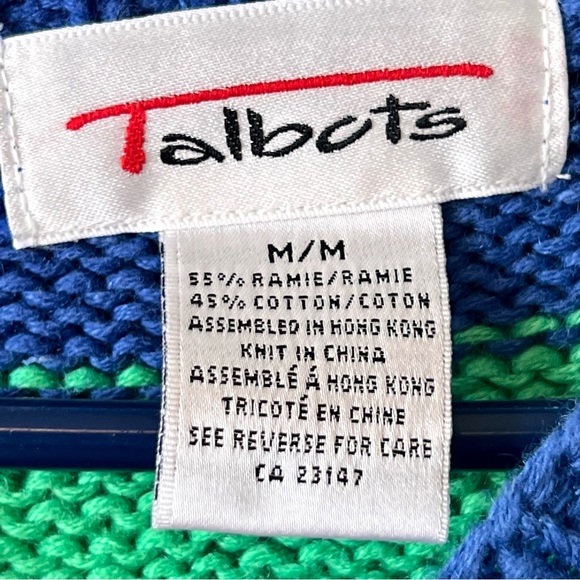 Talbots
M/M
55% RAMIE/RAMIE
45% COTTON/COTON
ASSEMBLED IN HONG KONG
KNIT IN CHINA
ASSEMBLÉ Á HONG KONG
TRICOTÉ EN CHINE
SEE REVERSE FOR CARE
CA 23147